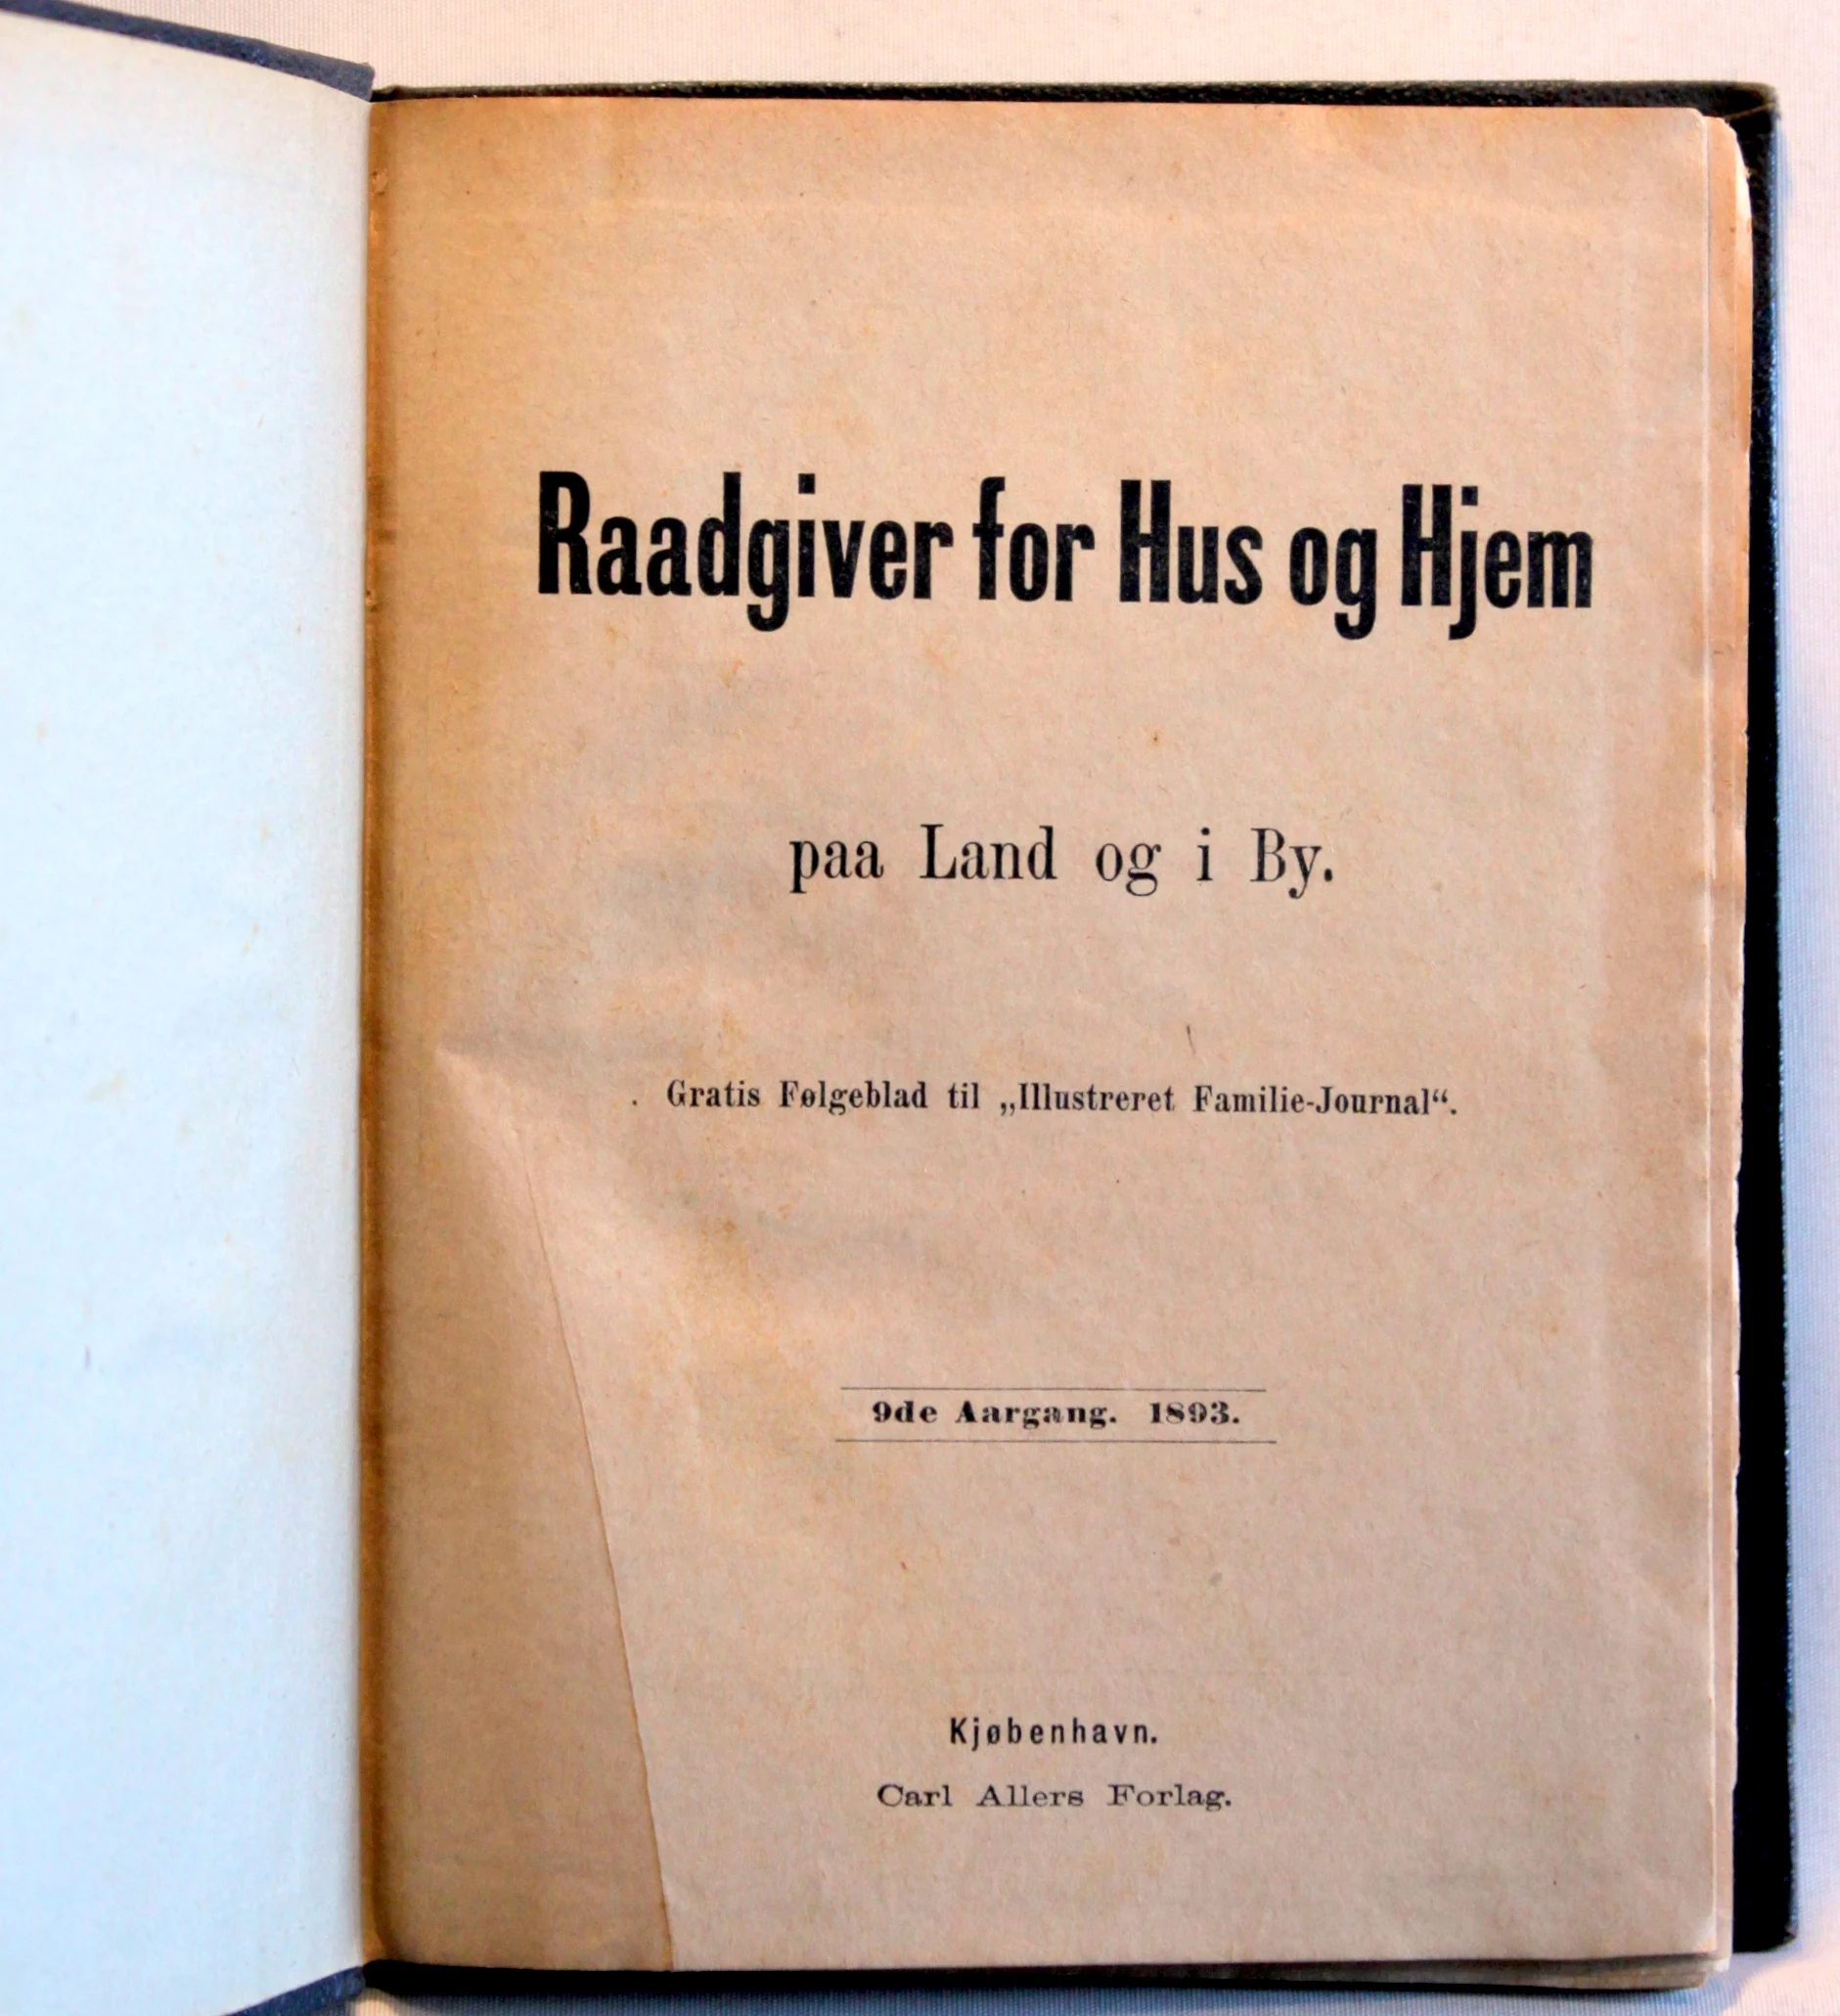 Raadgiver for Hus og Hjem
paa Land og i By.
Gratis Følgeblad til „Illustreret Familie-Journal“.
9de Aargang. 1893.
Kjøbenhavn.
Carl Allers Forlag.